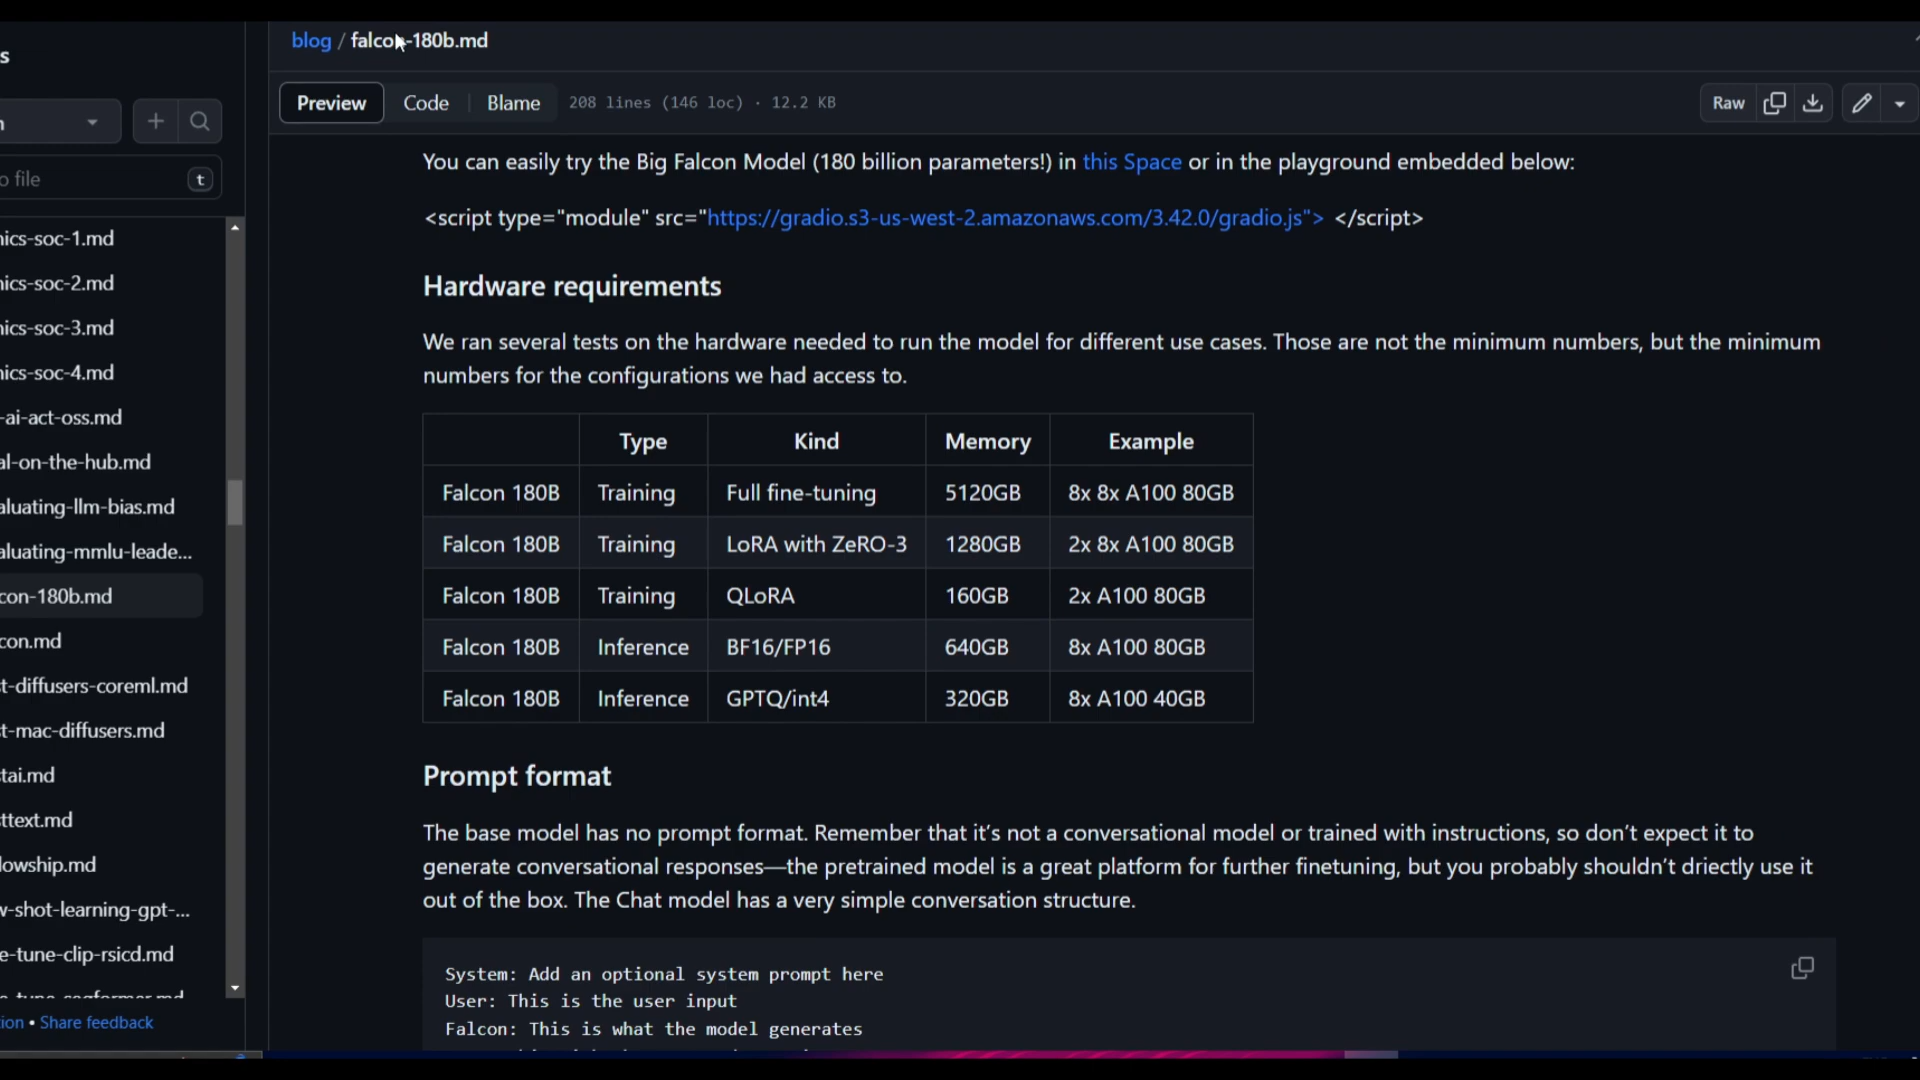 blog / falcon-180b.md
s
Preview Code Blame 208 lines (146 loc) · 12.2 KB Raw
n
o file t
nics-soc-1.md
nics-soc-2.md
nics-soc-3.md
nics-soc-4.md
-ai-act-oss.md
al-on-the-hub.md
aluating-llm-bias.md
aluating-mmlu-leade...
con-180b.md
con.md
t-diffusers-coreml.md
t-mac-diffusers.md
tai.md
ttext.md
lowship.md
w-shot-learning-gpt-...
e-tune-clip-rsicd.md
tion • Share feedback
You can easily try the Big Falcon Model (180 billion parameters!) in this Space or in the playground embedded below:
<script type="module" src="https://gradio.s3-us-west-2.amazonaws.com/3.42.0/gradio.js"> </script>
Hardware requirements
We ran several tests on the hardware needed to run the model for different use cases. Those are not the minimum numbers, but the minimum
numbers for the configurations we had access to.
Type Kind Memory Example
Falcon 180B Training Full fine-tuning 5120GB 8x 8x A100 80GB
Falcon 180B Training LoRA with ZeRO-3 1280GB 2x 8x A100 80GB
Falcon 180B Training QLoRA 160GB 2x A100 80GB
Falcon 180B Inference BF16/FP16 640GB 8x A100 80GB
Falcon 180B Inference GPTQ/int4 320GB 8x A100 40GB
Prompt format
The base model has no prompt format. Remember that it's not a conversational model or trained with instructions, so don't expect it to
generate conversational responses—the pretrained model is a great platform for further finetuning, but you probably shouldn't driectly use it
out of the box. The Chat model has a very simple conversation structure.
System: Add an optional system prompt here
User: This is the user input
Falcon: This is what the model generates